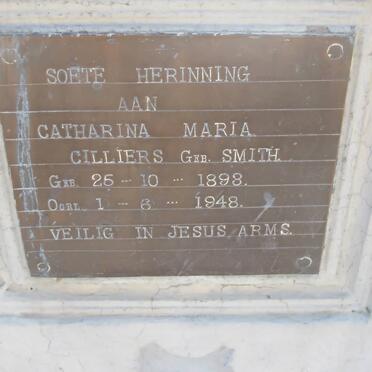 SOETE HERINNING
AAN
CATHARINA MARIA
CILLIERS GEB. SMITH.
GEB. 25 - 10 - 1898.
OORL. 1 - 6 - 1948.
VEILIG IN JESUS ARMS.